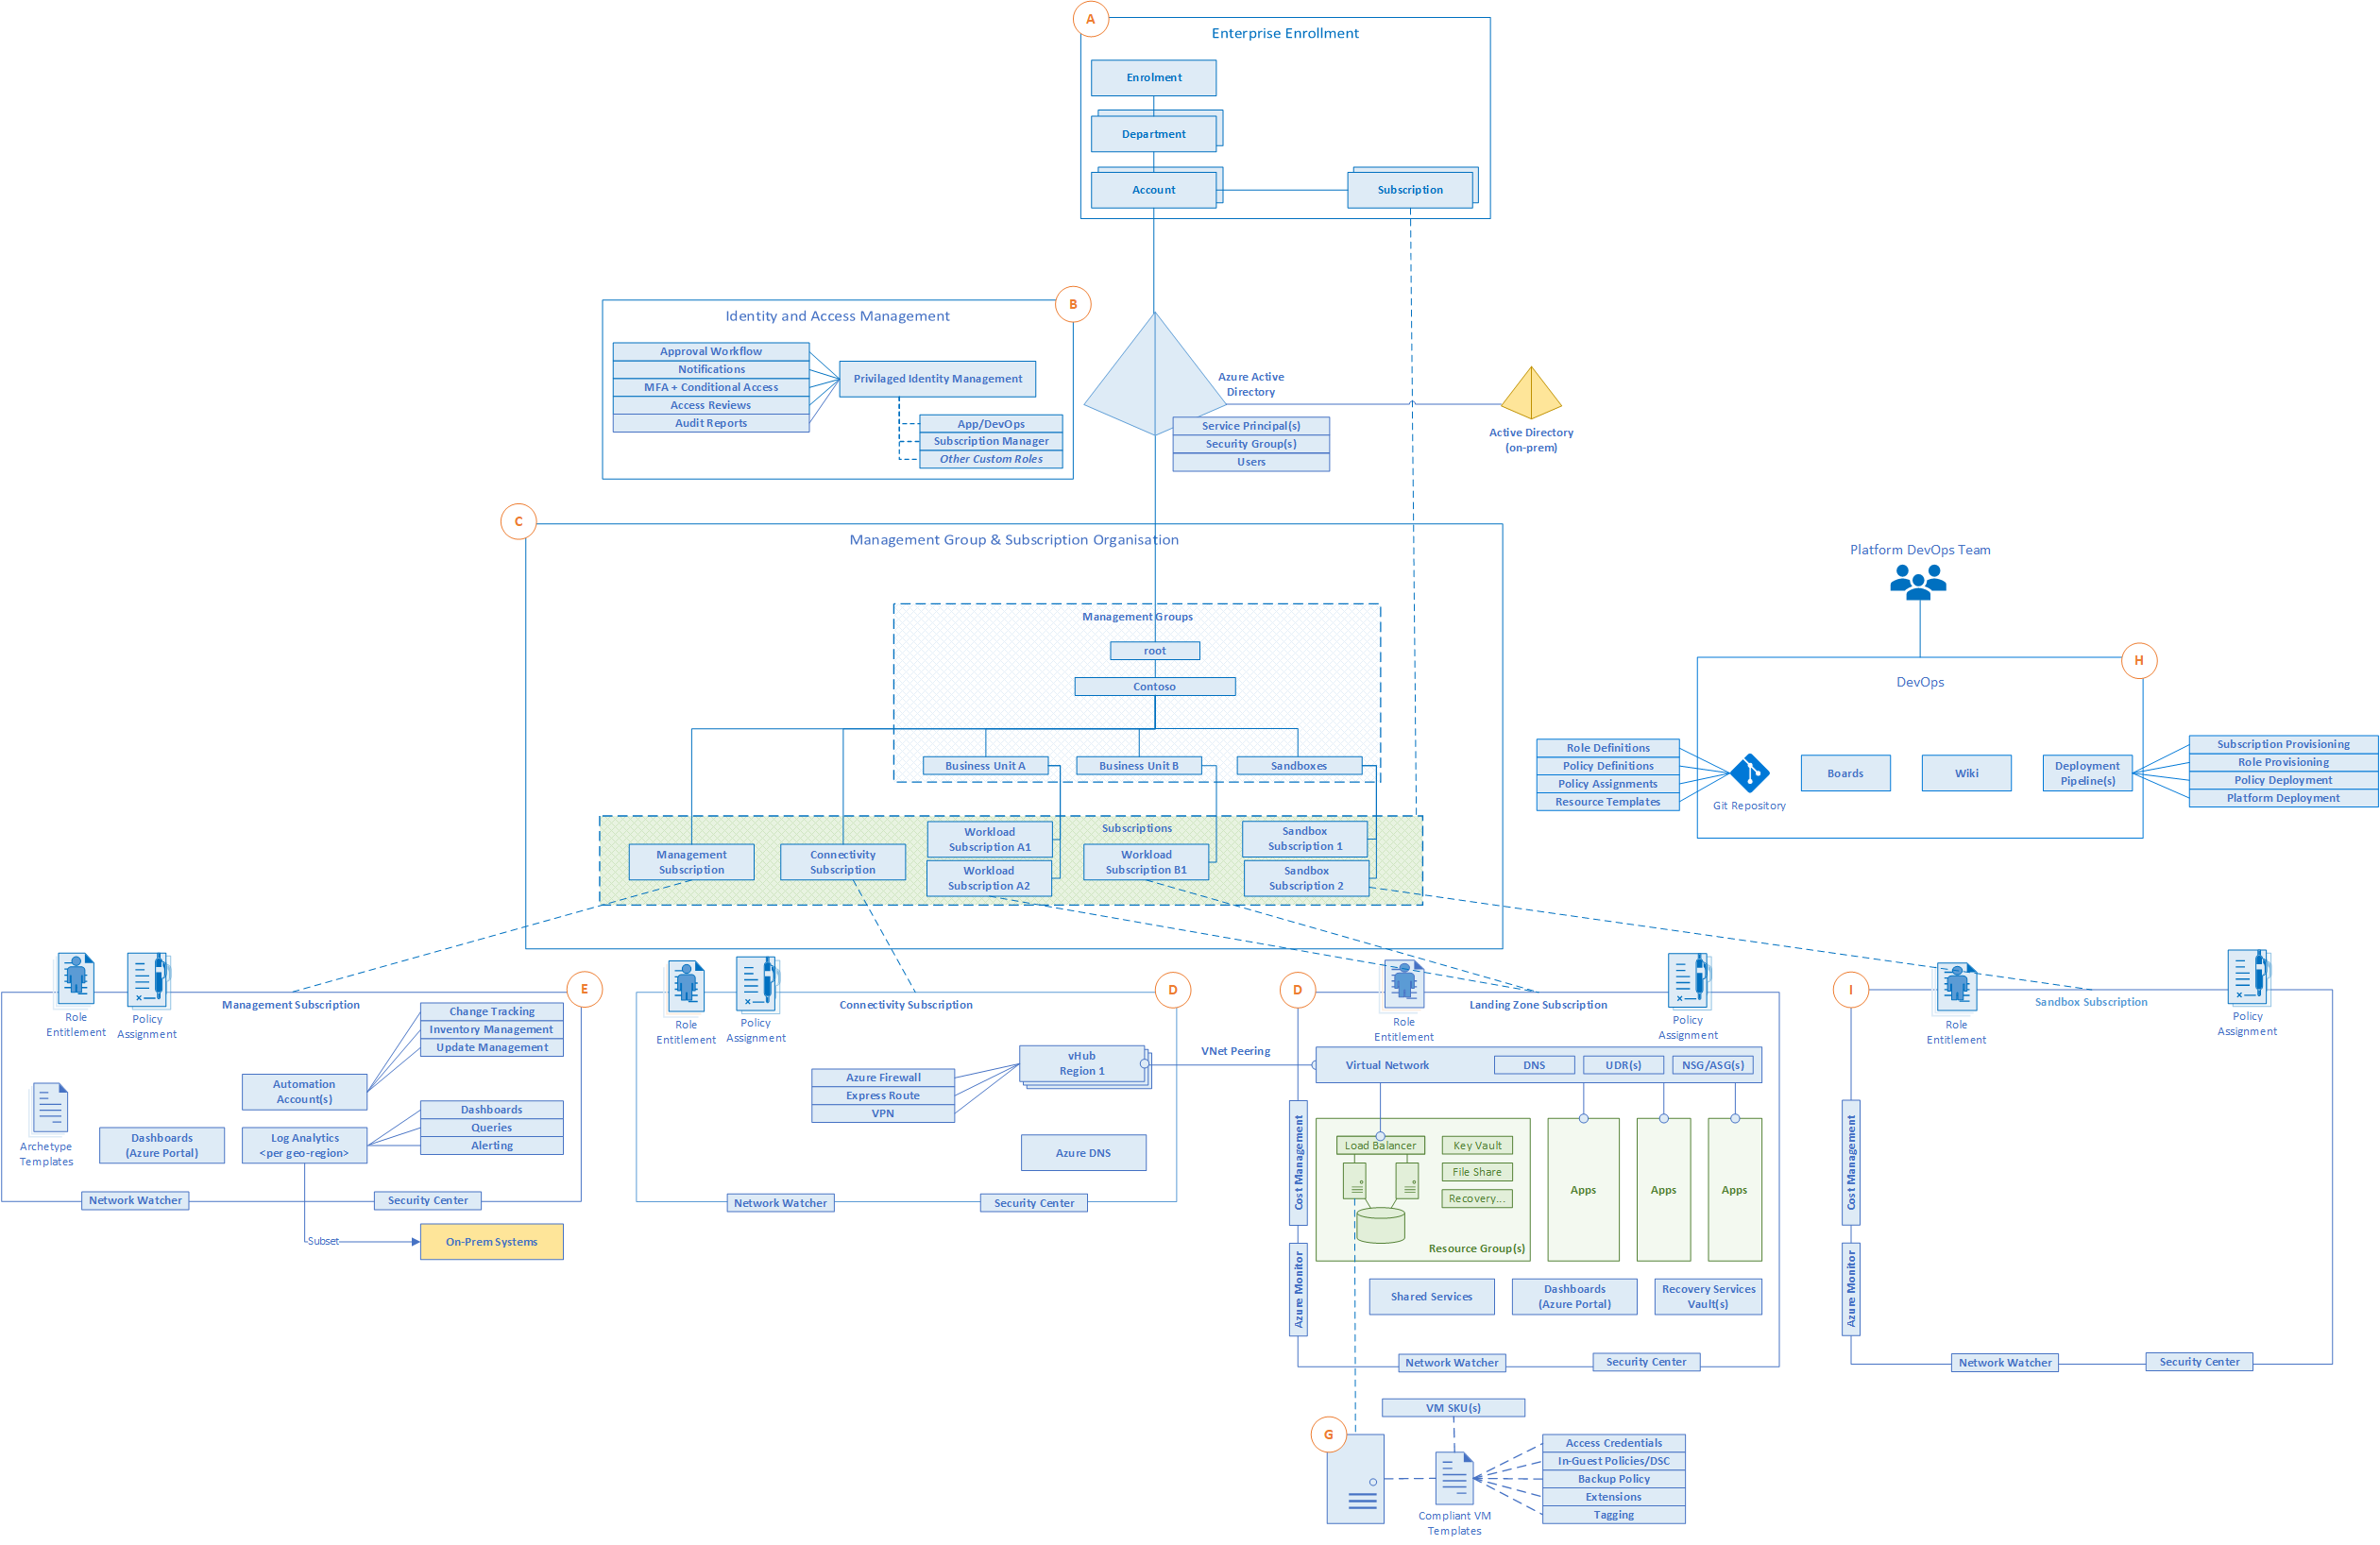 A
Enterprise Enrollment
Enrolment
Department
Account
Subscription
B
Identity and Access Management
Approval Workflow
Notifications
MFA + Conditional Access
Access Reviews
Audit Reports
Privilaged Identity Management
App/DevOps
Subscription Manager
Other Custom Roles
Azure Active
Directory
Service Principal(s)
Security Group(s)
Users
Active Directory
(on-prem)
C
Management Group & Subscription Organisation
Management Groups
root
Contoso
Business Unit A
Business Unit B
Sandboxes
Subscriptions
Management
Subscription
Connectivity
Subscription
Workload
Subscription A1
Workload
Subscription A2
Workload
Subscription B1
Sandbox
Subscription 1
Sandbox
Subscription 2
Platform DevOps Team
H
DevOps
Role Definitions
Policy Definitions
Policy Assignments
Resource Templates
Git Repository
Boards
Wiki
Deployment
Pipeline(s)
Subscription Provisioning
Role Provisioning
Policy Deployment
Platform Deployment
E
Management Subscription
Role
Entitlement
Policy
Assignment
Change Tracking
Inventory Management
Update Management
Automation
Account(s)
Archetype
Templates
Dashboards
(Azure Portal)
Log Analytics
<per geo-region>
Dashboards
Queries
Alerting
Network Watcher
Security Center
Subset
On-Prem Systems
D
Connectivity Subscription
Role
Entitlement
Policy
Assignment
vHub
Region 1
Azure Firewall
Express Route
VPN
Azure DNS
Network Watcher
Security Center
VNet Peering
D
Landing Zone Subscription
Role
Entitlement
Policy
Assignment
Virtual Network
DNS
UDR(s)
NSG/ASG(s)
Cost Management
Azure Monitor
Load Balancer
Key Vault
File Share
Recovery...
Resource Group(s)
Apps
Apps
Apps
Shared Services
Dashboards
(Azure Portal)
Recovery Services
Vault(s)
Network Watcher
Security Center
I
Sandbox Subscription
Role
Entitlement
Policy
Assignment
Cost Management
Azure Monitor
Network Watcher
Security Center
G
VM SKU(s)
Compliant VM
Templates
Access Credentials
In-Guest Policies/DSC
Backup Policy
Extensions
Tagging